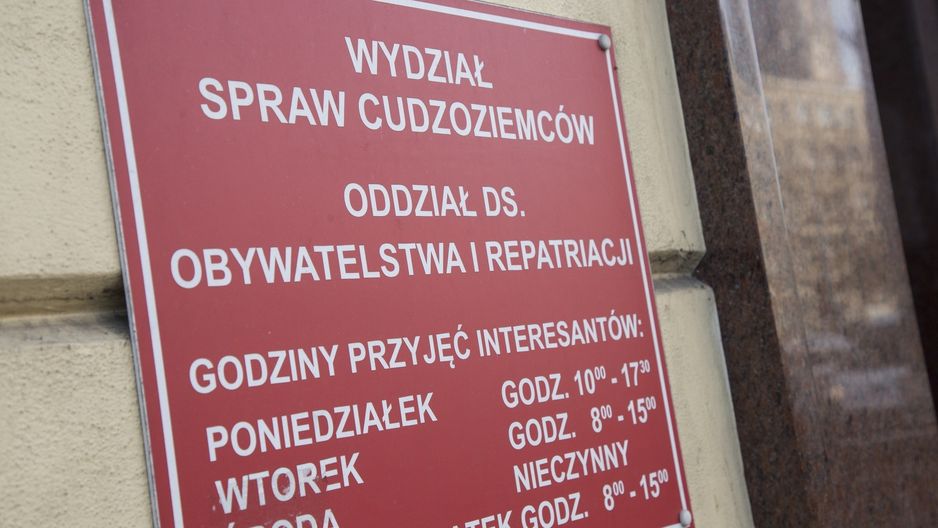 WYDZIAŁ
SPRAW CUDZOZIEMCÓW
ODDZIAŁ DS.
OBYWATELSTWA I REPATRIACJI
GODZINY PRZYJĘĆ INTERESANTÓW:
PONIEDZIAŁEK GODZ. 10⁰⁰ - 17³⁰
WTOREK GODZ. 8⁰⁰ - 15⁰⁰
ŚRODA NIECZYNNY
GODZ. 8⁰⁰ - 15⁰⁰